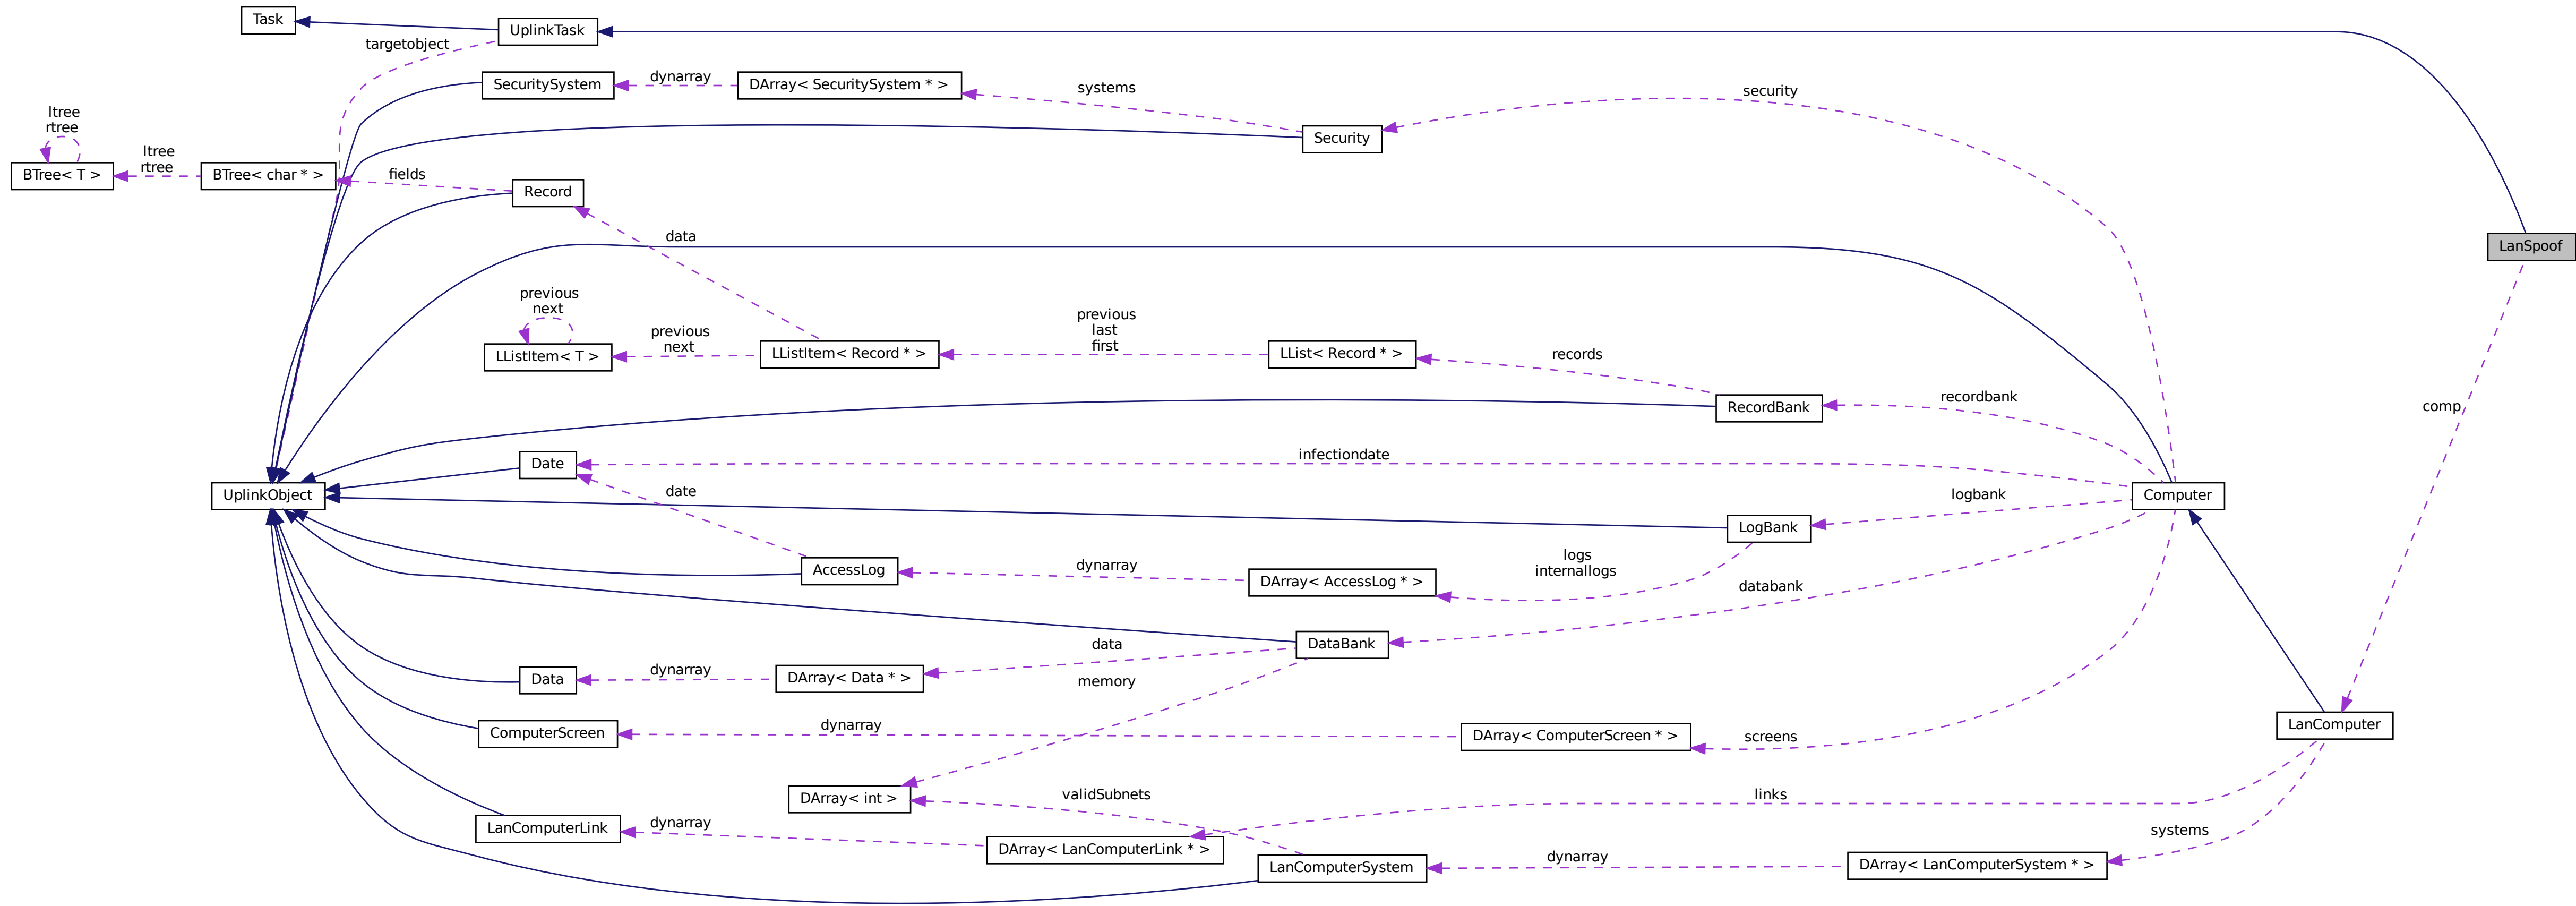 Task
UplinkTask
targetobject
SecuritySystem
dynarray
DArray< SecuritySystem * >
systems
security
ltree
rtree
Security
ltree
rtree
BTree< T >
BTree< char * >
fields
Record
data
LanSpoof
previous
next
previous
next
previous
last
first
LListItem< T >
LListItem< Record * >
LList< Record * >
records
recordbank
RecordBank
comp
infectiondate
Date
date
UplinkObject
logbank
Computer
LogBank
logs
internallogs
AccessLog
dynarray
DArray< AccessLog * >
databank
DataBank
data
Data
dynarray
DArray< Data * >
memory
ComputerScreen
dynarray
DArray< ComputerScreen * >
screens
LanComputer
DArray< int >
validSubnets
links
LanComputerLink
dynarray
DArray< LanComputerLink * >
systems
LanComputerSystem
dynarray
DArray< LanComputerSystem * >